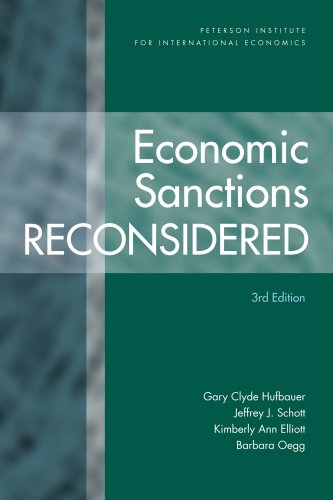 PETERSON INSTITUTE
FOR INTERNATIONAL ECONOMICS
Economic
Sanctions
RECONSIDERED
3rd Edition
Gary Clyde Hufbauer
Jeffrey J. Schott
Kimberly Ann Elliott
Barbara Oegg